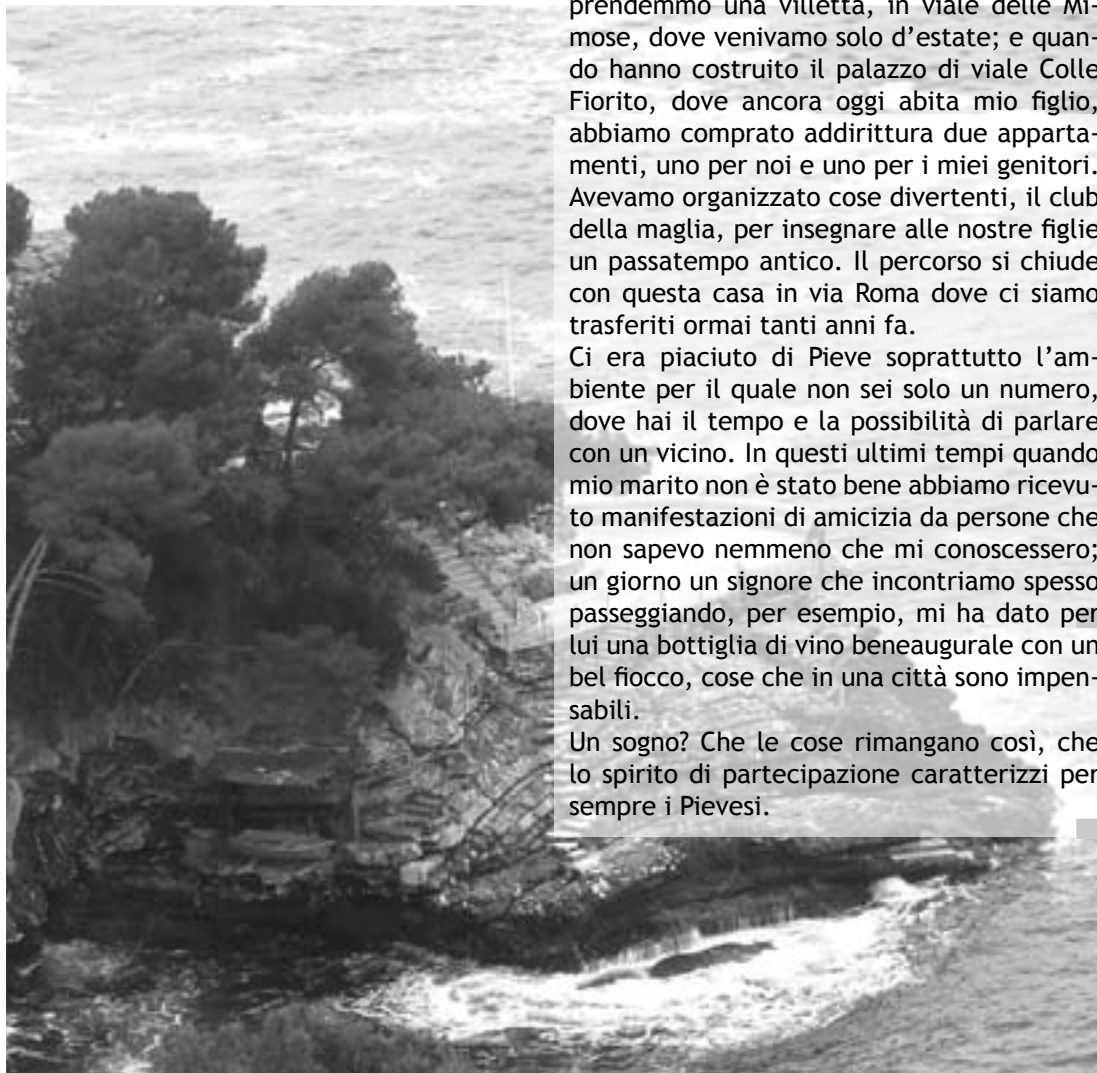 prendemmo una villetta, in viale delle Mi-
mose, dove venivamo solo d’estate; e quan-
do hanno costruito il palazzo di viale Colle
Fiorito, dove ancora oggi abita mio figlio,
abbiamo comprato addirittura due apparta-
menti, uno per noi e uno per i miei genitori.
Avevamo organizzato cose divertenti, il club
della maglia, per insegnare alle nostre figlie
un passatempo antico. Il percorso si chiude
con questa casa in via Roma dove ci siamo
trasferiti ormai tanti anni fa.
Ci era piaciuto di Pieve soprattutto l’am-
biente per il quale non sei solo un numero,
dove hai il tempo e la possibilità di parlare
con un vicino. In questi ultimi tempi quando
mio marito non è stato bene abbiamo ricevu-
to manifestazioni di amicizia da persone che
non sapevo nemmeno che mi conoscessero;
un giorno un signore che incontriamo spesso
passeggiando, per esempio, mi ha dato per
lui una bottiglia di vino beneaugurale con un
bel fiocco, cose che in una città sono impen-
sabili.
Un sogno? Che le cose rimangano così, che
lo spirito di partecipazione caratterizzi per
sempre i Pievesi.